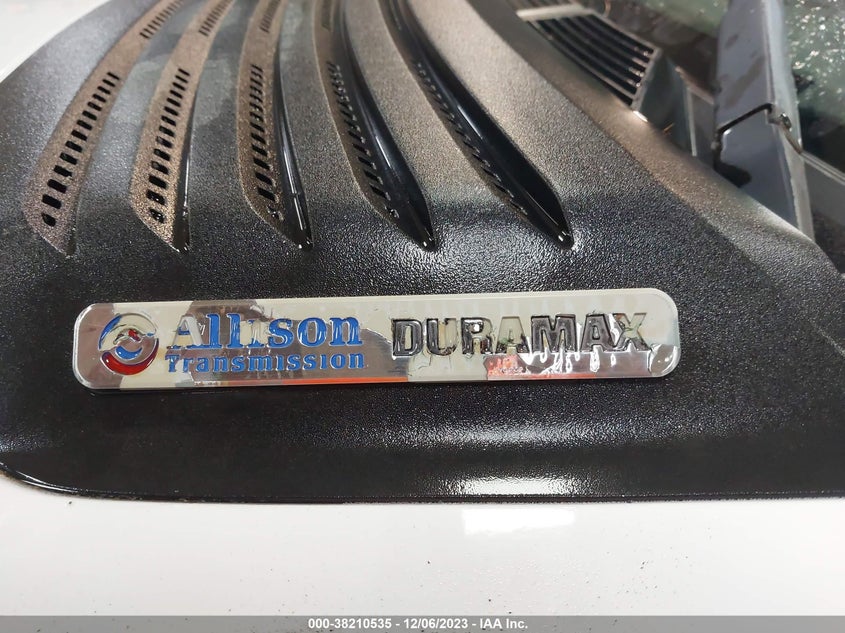 Allison DURAMAX
Transmission
000-38210535 - 12/06/2023 - IAA Inc.